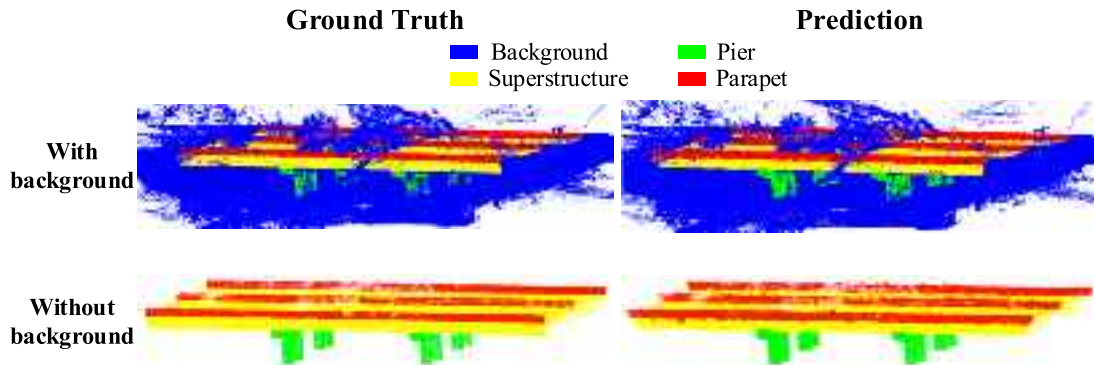 Ground Truth
Prediction
Background
Pier
Superstructure
Parapet
With
background
Without
background